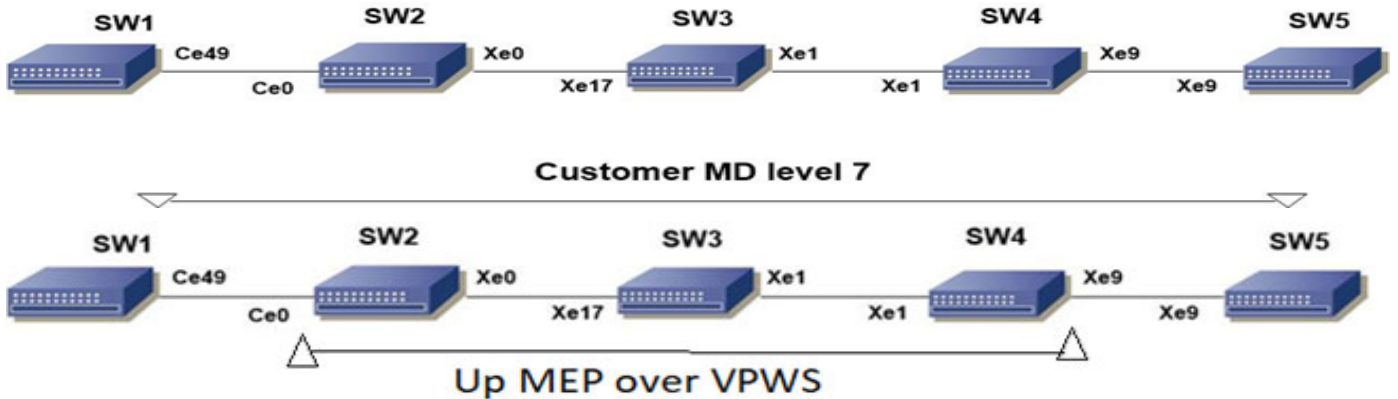 SW1 SW2 SW3 SW4 SW5
Ce49 Xe0 Xe1 Xe9
Ce0 Xe17 Xe1 Xe9
Customer MD level 7
SW1 SW2 SW3 SW4 SW5
Ce49 Xe0 Xe1 Xe9
Ce0 Xe17 Xe1 Xe9
Up MEP over VPWS